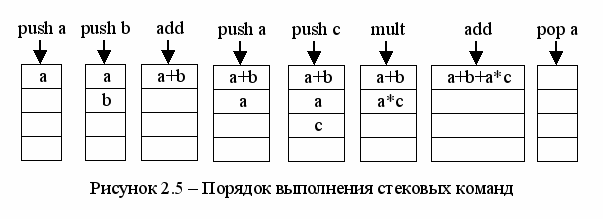 push a push b add push a push c mult add pop a
a a a+b a+b a+b a+b a+b+a*c
b a a a*c
c
Рисунок 2.5 – Порядок выполнения стековых команд